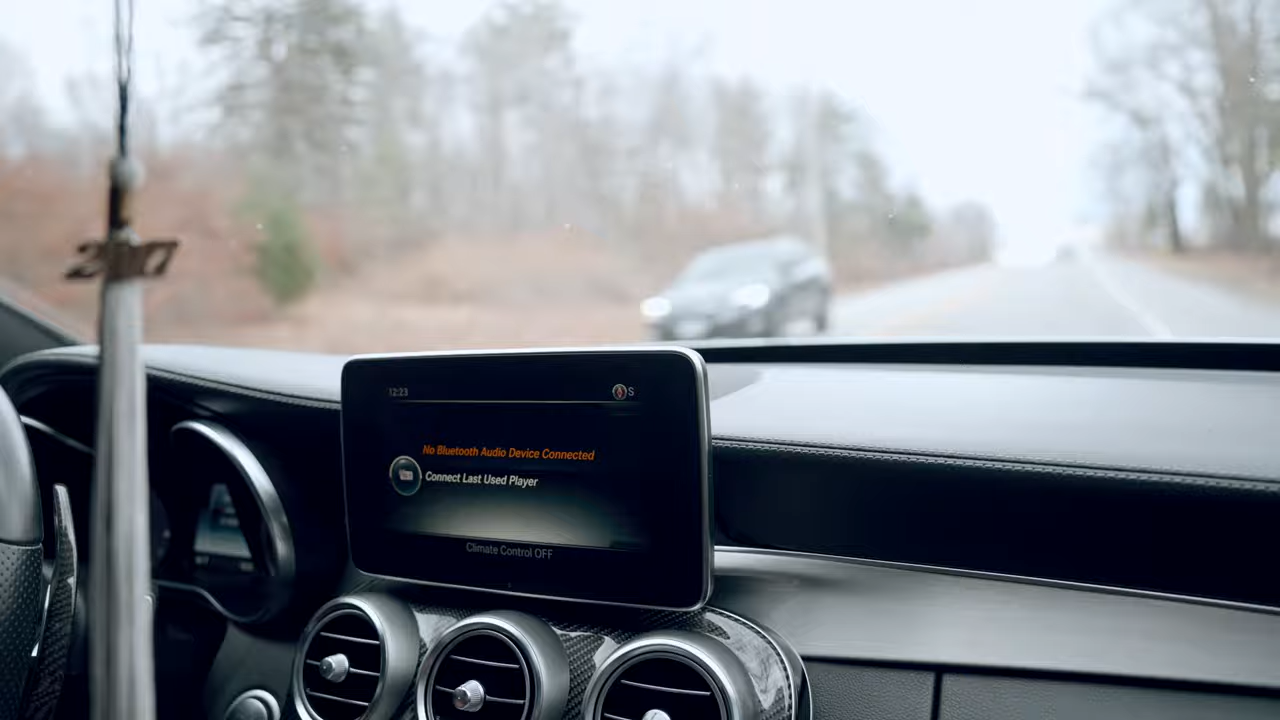 12:23
S
No Bluetooth Audio Device Connected
Connect Last Used Player
Climate Control OFF